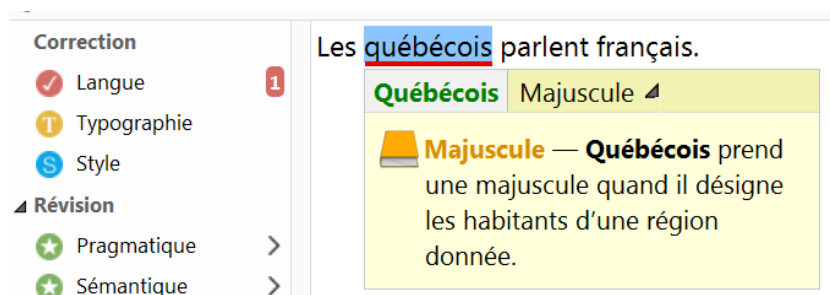 Correction
Langue 1
Typographie
Style
Révision
Pragmatique
Sémantique
Les québécois parlent français.
Québécois Majuscule
Majuscule — Québécois prend
une majuscule quand il désigne
les habitants d’une région
donnée.